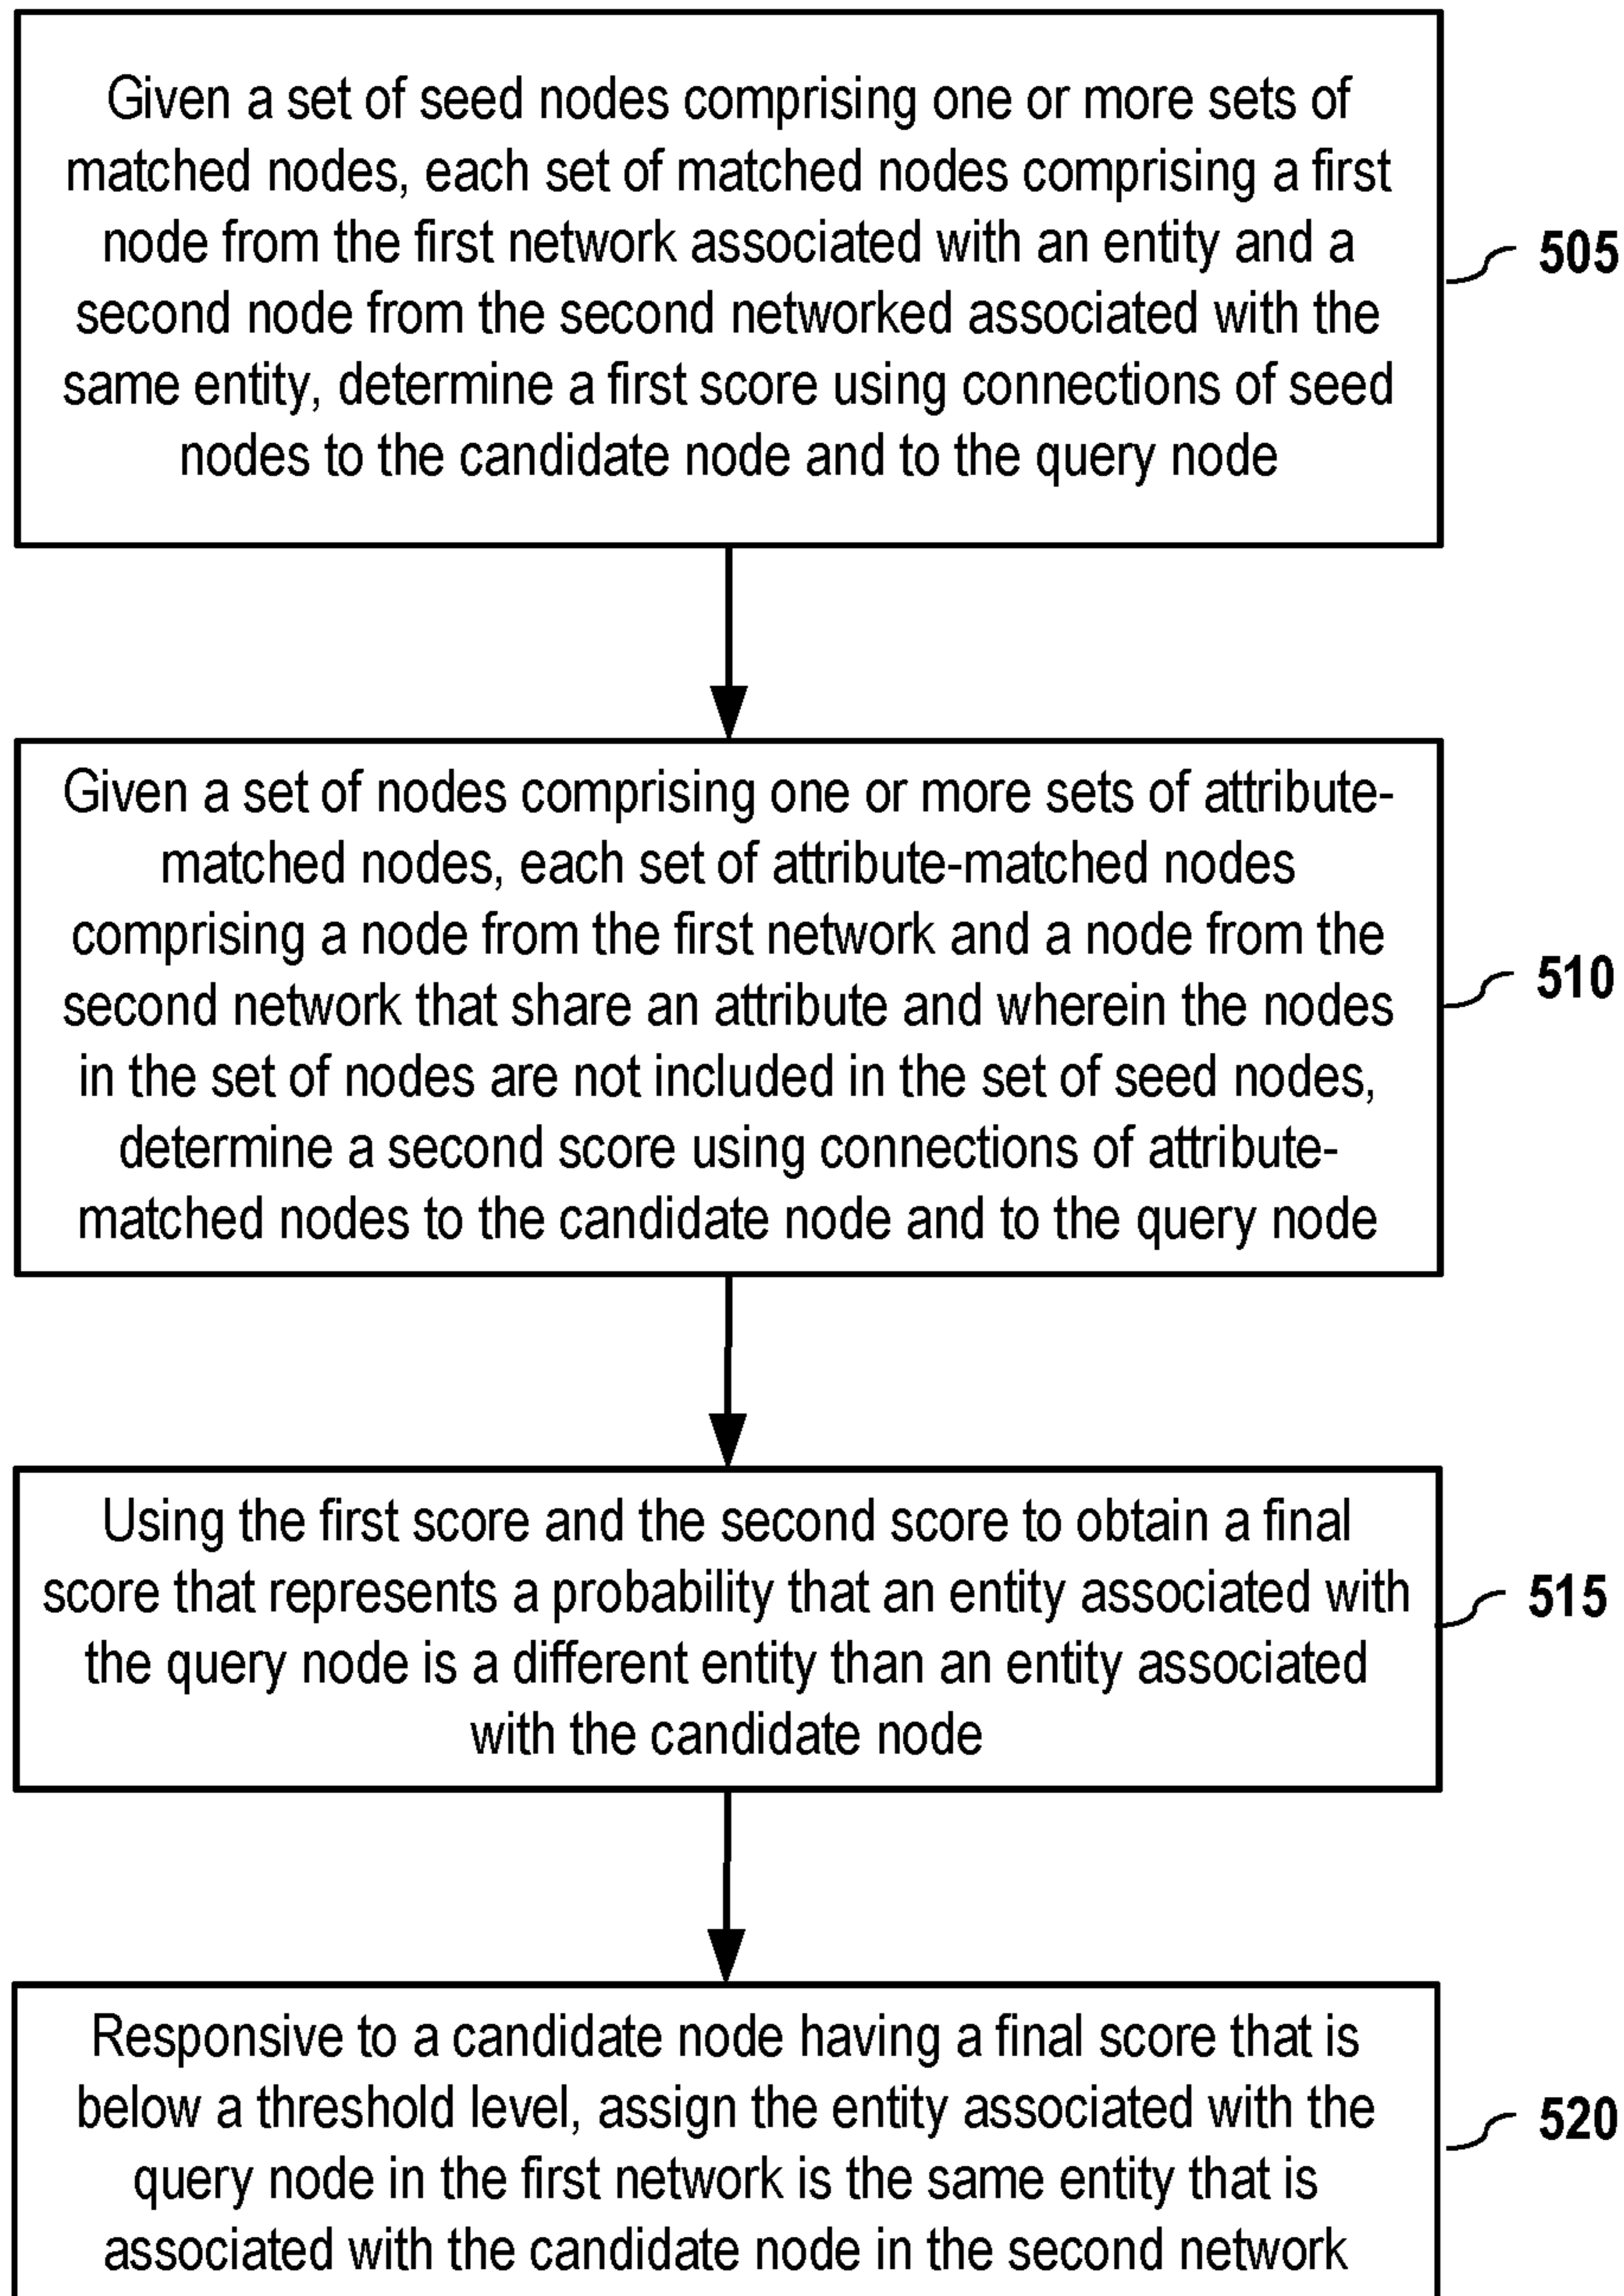 Given a set of seed nodes comprising one or more sets of
matched nodes, each set of matched nodes comprising a first
node from the first network associated with an entity and a
second node from the second networked associated with the
same entity, determine a first score using connections of seed
nodes to the candidate node and to the query node
505
Given a set of nodes comprising one or more sets of attribute-
matched nodes, each set of attribute-matched nodes
comprising a node from the first network and a node from the
second network that share an attribute and wherein the nodes
in the set of nodes are not included in the set of seed nodes,
determine a second score using connections of attribute-
matched nodes to the candidate node and to the query node
510
Using the first score and the second score to obtain a final
score that represents a probability that an entity associated with
the query node is a different entity than an entity associated
with the candidate node
515
Responsive to a candidate node having a final score that is
below a threshold level, assign the entity associated with the
query node in the first network is the same entity that is
associated with the candidate node in the second network
520